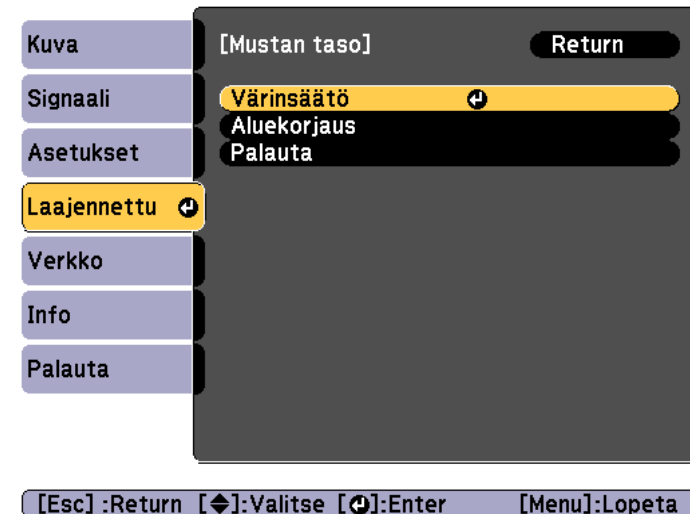 Kuva
Signaali
Asetukset
Laajennettu
Verkko
Info
Palauta
[Mustan taso] Return
Värinsäätö
Aluekorjaus
Palauta
[Esc] :Return [◆]:Valitse [⏎]:Enter [Menu]:Lopeta